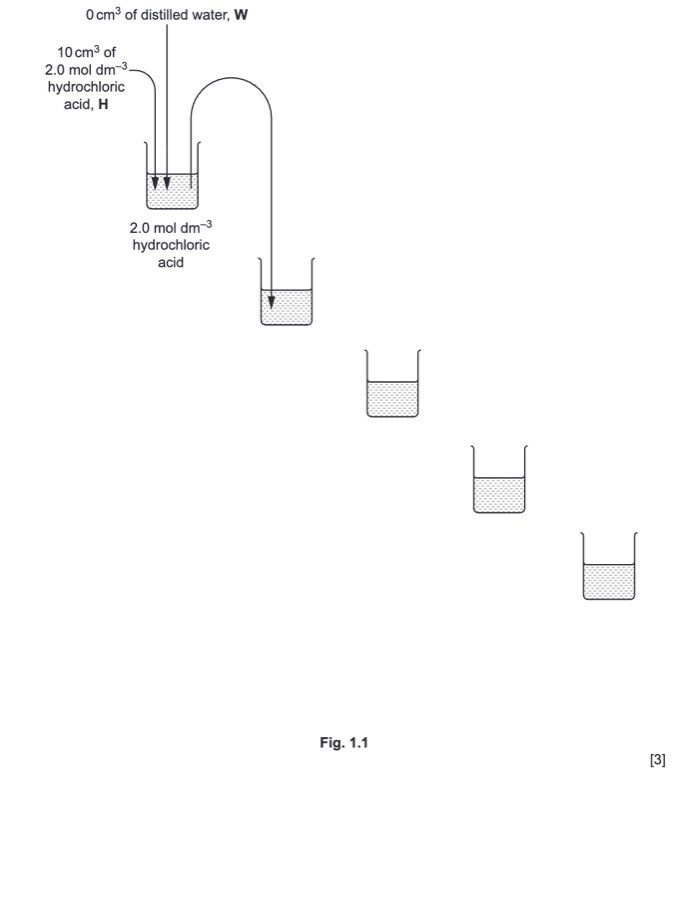 0 cm³ of distilled water, W
10 cm³ of
2.0 mol dm⁻³
hydrochloric
acid, H
2.0 mol dm⁻³
hydrochloric
acid
Fig. 1.1
[3]